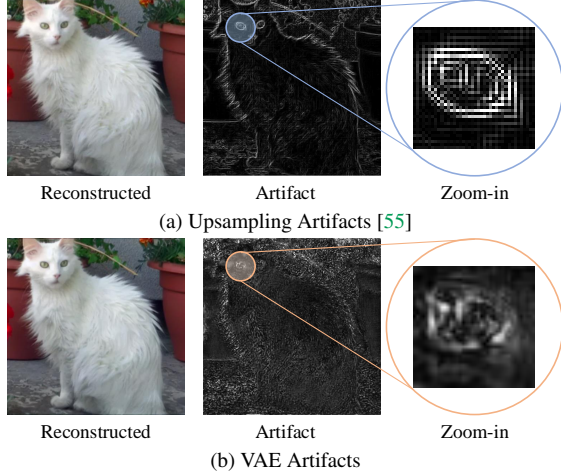 Reconstructed Artifact Zoom-in
(a) Upsampling Artifacts [55]
Reconstructed Artifact Zoom-in
(b) VAE Artifacts